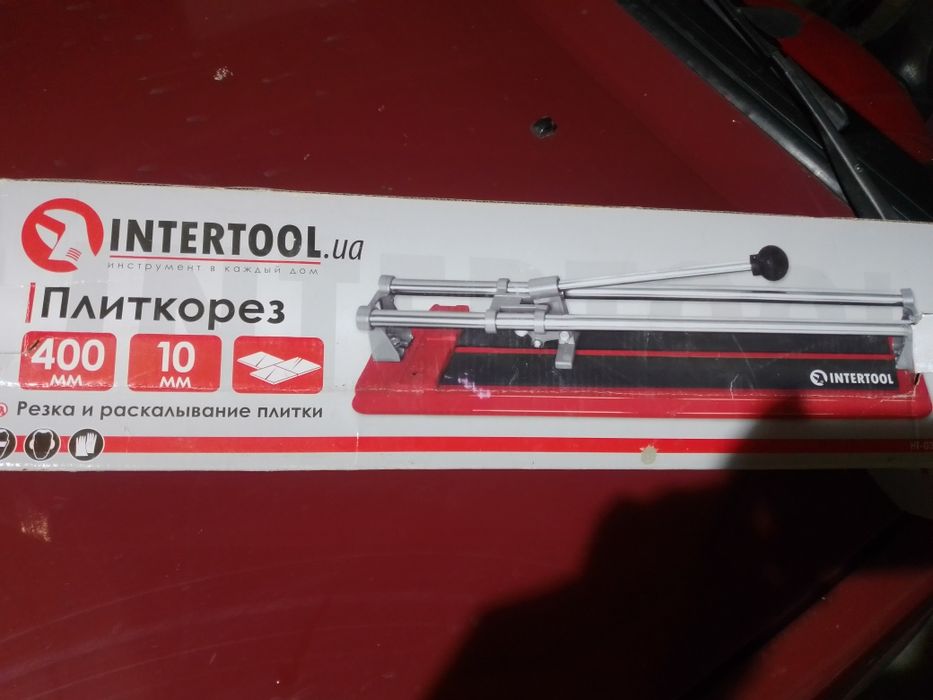 INTERTOOL.ua
инструмент в каждый дом
Плиткорез
400 мм
10 мм
Резка и раскалывание плитки
INTERTOOL